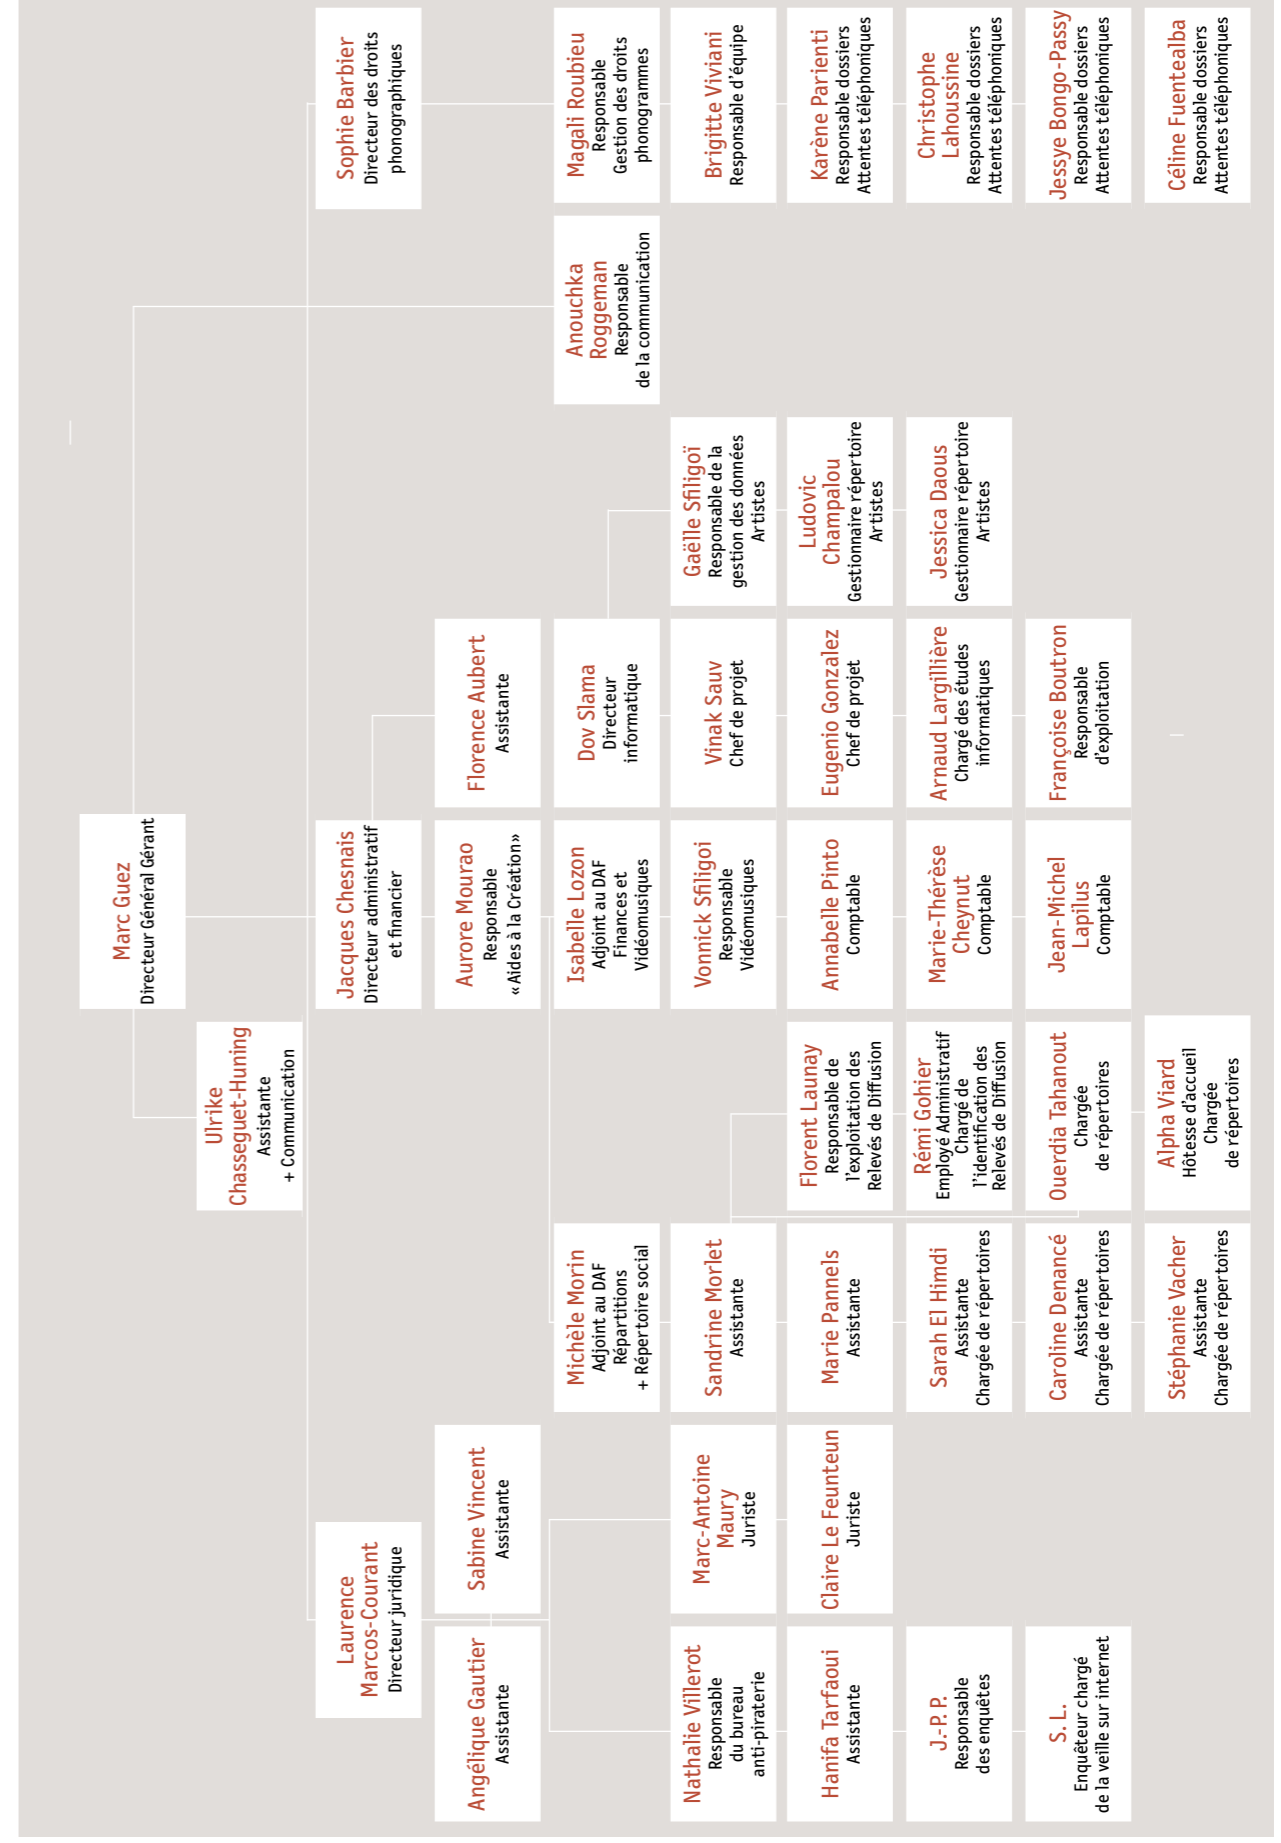 Marc Guez
Directeur Général Gérant
Ulrike
Chasseguet-Huning
Assistante
+ Communication
Laurence
Marcos-Courant
Directeur juridique
Jacques Chesnais
Directeur administratif
et financier
Sophie Barbier
Directeur des droits
phonographiques
Angélique Gautier
Assistante
Sabine Vincent
Assistante
Aurore Mourao
Responsable
« Aides à la Création»
Florence Aubert
Assistante
Michèle Morin
Adjoint au DAF
Répartitions
+ Répertoire social
Isabelle Lozon
Adjoint au DAF
Finances et
Vidéomusiques
Dov Slama
Directeur
informatique
Anouchka
Roggeman
Responsable
de la communication
Magali Roubieu
Responsable
Gestion des droits
phonogrammes
Nathalie Villerot
Responsable
du bureau
anti-piraterie
Marc-Antoine
Maury
Juriste
Sandrine Morlet
Assistante
Vonnick Sfiligoi
Responsable
Vidéomusiques
Vinak Sauv
Chef de projet
Gaëlle Sfiligoï
Responsable de la
gestion des données
Artistes
Brigitte Viviani
Responsable d'équipe
Hanifa Tarfaoui
Assistante
Claire Le Feunteun
Juriste
Marie Pannels
Assistante
Florent Launay
Responsable de
l'exploitation des
Relevés de Diffusion
Annabelle Pinto
Comptable
Eugenio Gonzalez
Chef de projet
Ludovic
Champalou
Gestionnaire répertoire
Artistes
Karène Parienti
Responsable dossiers
Attentes téléphoniques
J.-P. P.
Responsable
des enquêtes
Sarah El Himdi
Assistante
Chargée de répertoires
Rémi Gohier
Employé Administratif
Chargé de
l'identification des
Relevés de Diffusion
Marie-Thérèse
Cheynut
Comptable
Arnaud Largillière
Chargé des études
informatiques
Jessica Daous
Gestionnaire répertoire
Artistes
Christophe
Lahoussine
Responsable dossiers
Attentes téléphoniques
S. L.
Enquêteur chargé
de la veille sur internet
Caroline Denancé
Assistante
Chargée de répertoires
Ouerdia Tahanout
Chargée
de répertoires
Jean-Michel
Lapilus
Comptable
Françoise Boutron
Responsable
d'exploitation
Jessye Bongo-Passy
Responsable dossiers
Attentes téléphoniques
Stéphanie Vacher
Assistante
Chargée de répertoires
Alpha Viard
Hôtesse d'accueil
Chargée
de répertoires
Céline Fuentealba
Responsable dossiers
Attentes téléphoniques